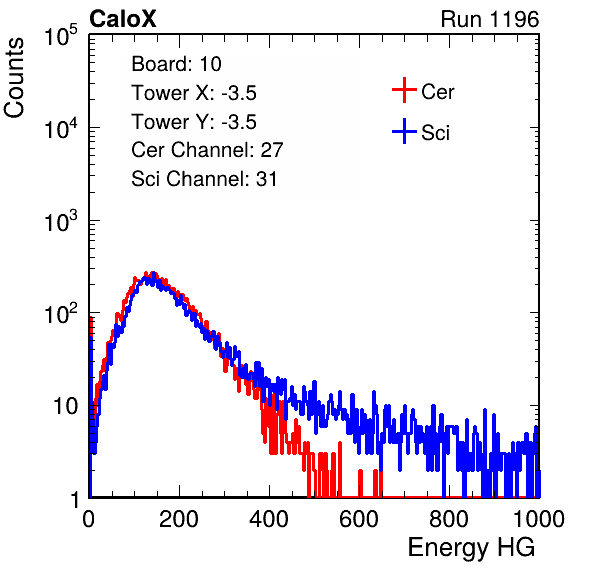 CaloX Run 1196
Counts
10^5
10^4
10^3
10^2
10
1
Board: 10
Tower X: -3.5
Tower Y: -3.5
Cer Channel: 27
Sci Channel: 31
Cer
Sci
0 200 400 600 800 1000
Energy HG